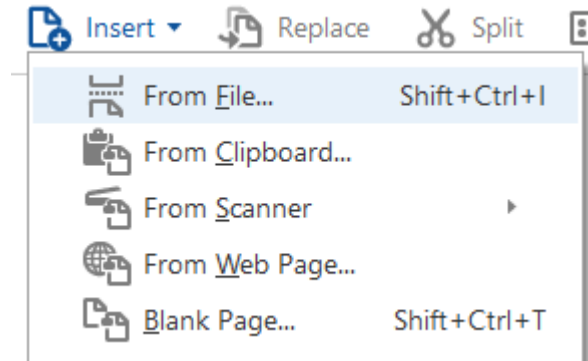 Insert Replace Split
From File... Shift+Ctrl+I
From Clipboard...
From Scanner
From Web Page...
Blank Page... Shift+Ctrl+T